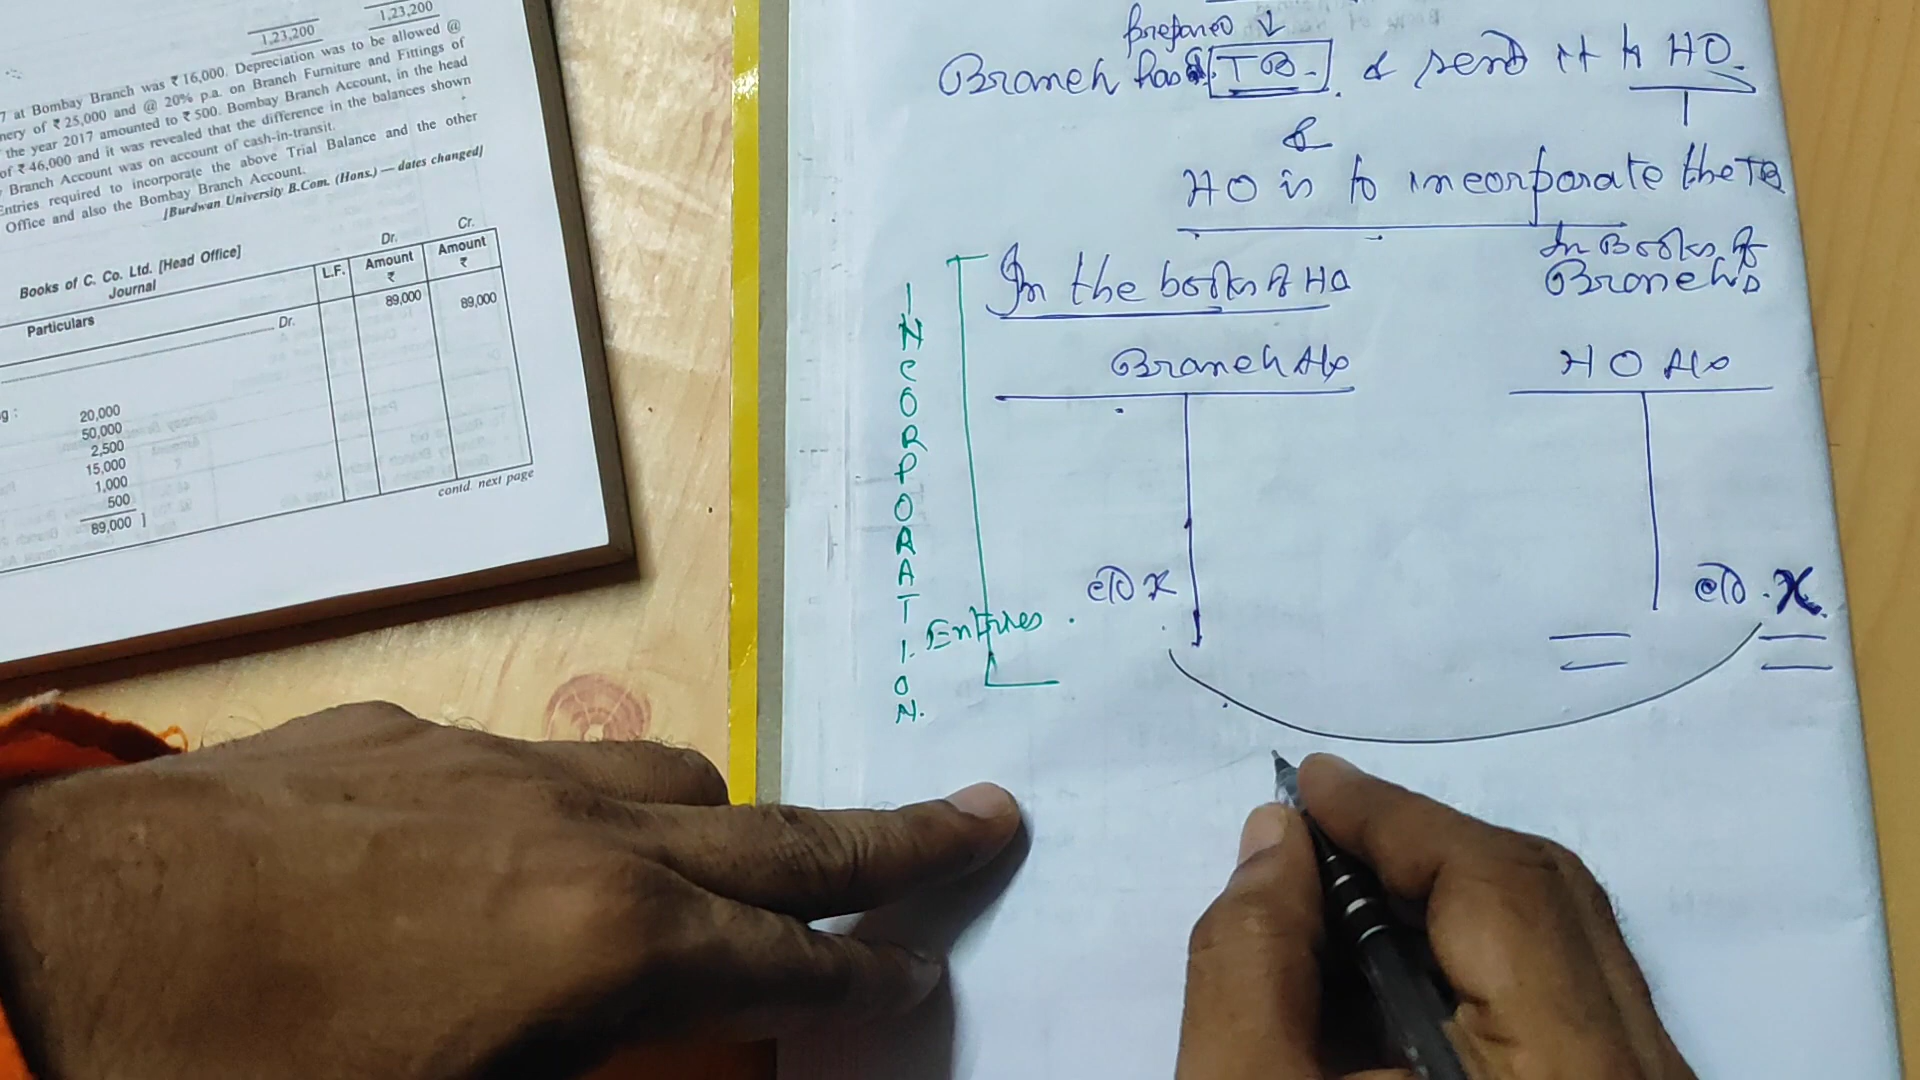 1,23,200 1,23,200
7 at Bombay Branch was ₹ 16,000. Depreciation was to be allowed @
nery of ₹ 25,000 and @ 20% p.a. on Branch Furniture and Fittings of
the year 2017 amounted to ₹ 500. Bombay Branch Account, in the head
of ₹ 46,000 and it was revealed that the difference in the balances shown
Branch Account was on account of cash-in-transit.
Entries required to incorporate the above Trial Balance and the other
Office and also the Bombay Branch Account.
[Burdwan University B.Com. (Hons.) — dates changed]
Books of C. Co. Ltd. [Head Office]
Journal
Dr. Cr.
Particulars L.F. Amount Amount
₹ ₹
Dr. 89,000 89,000
g :
20,000
50,000
2,500
15,000
1,000
500
89,000 ]
contd. next page
prepared ↓
Branch has T B. & send it to HO.
&
HO is to incorporate the TB
In the books of HO
In Books of
Branch
Branch A/c
HO A/c
c/D x
c/D . x
INCORPORATION
Entries .